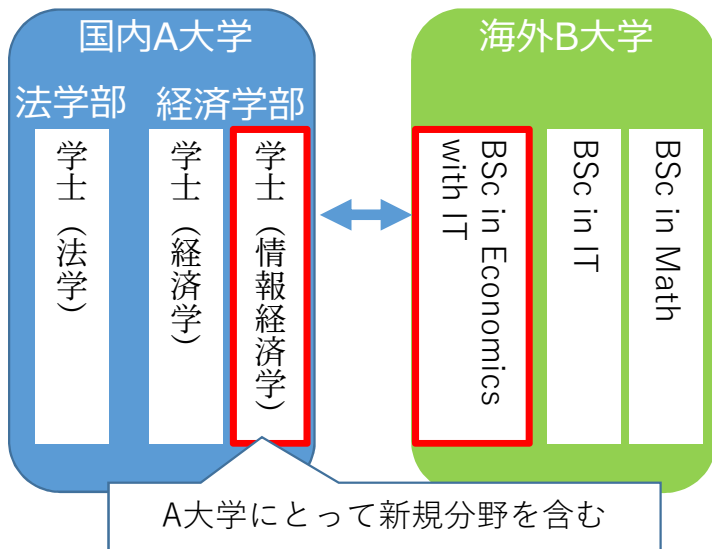 国内A大学
法学部
経済学部
学士（法学）
学士（経済学）
学士（情報経済学）
海外B大学
BSc in Economics
with IT
BSc in IT
BSc in Math
A大学にとって新規分野を含む